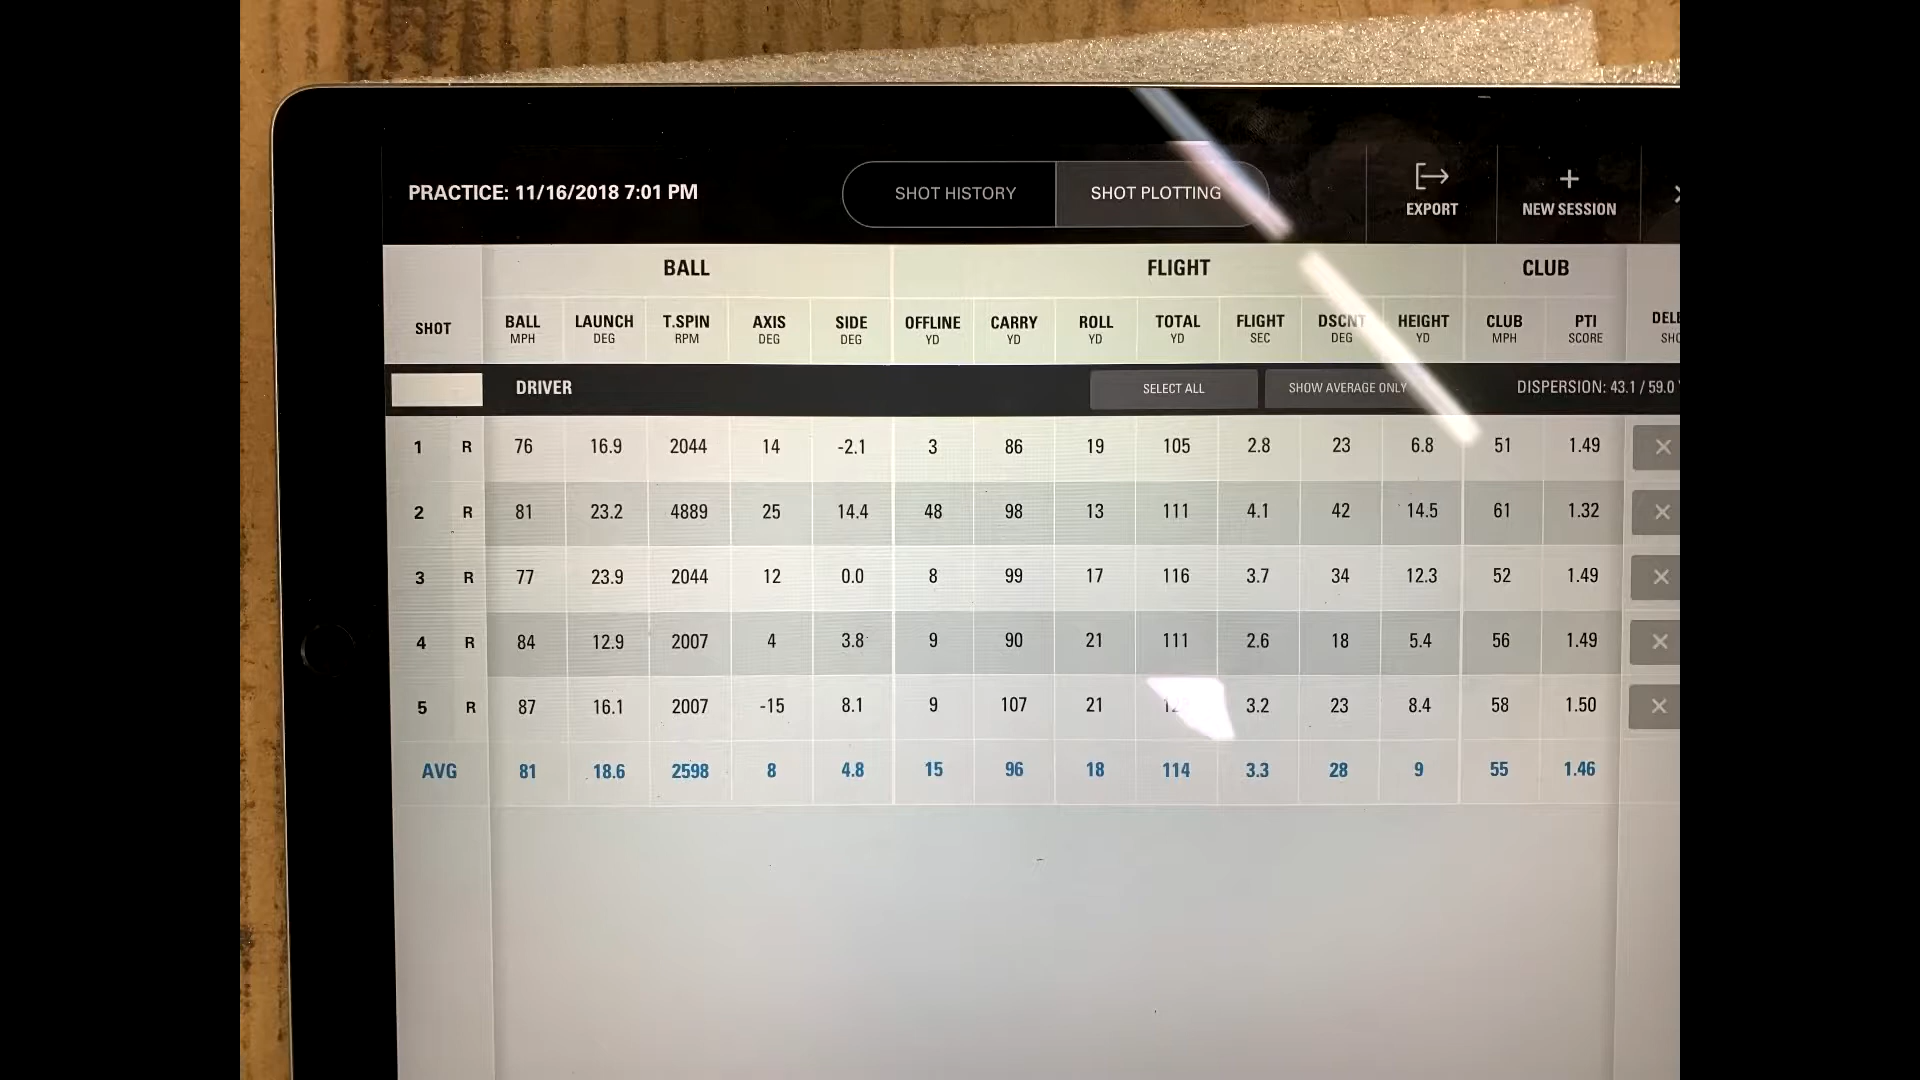 PRACTICE: 11/16/2018 7:01 PM SHOT HISTORY SHOT PLOTTING EXPORT NEW SESSION
BALL FLIGHT CLUB
SHOT BALL LAUNCH T.SPIN AXIS SIDE OFFLINE CARRY ROLL TOTAL FLIGHT DSCNT HEIGHT CLUB PTI
MPH DEG RPM DEG DEG YD YD YD YD SEC DEG YD MPH SCORE
DRIVER SELECT ALL SHOW AVERAGE ONLY DISPERSION: 43.1 / 59.0
1 R 76 16.9 2044 14 -2.1 3 86 19 105 2.8 23 6.8 51 1.49
2 R 81 23.2 4889 25 14.4 48 98 13 111 4.1 42 14.5 61 1.32
3 R 77 23.9 2044 12 0.0 8 99 17 116 3.7 34 12.3 52 1.49
4 R 84 12.9 2007 4 3.8 9 90 21 111 2.6 18 5.4 56 1.49
5 R 87 16.1 2007 -15 8.1 9 107 21 3.2 23 8.4 58 1.50
AVG 81 18.6 2598 8 4.8 15 96 18 114 3.3 28 9 55 1.46